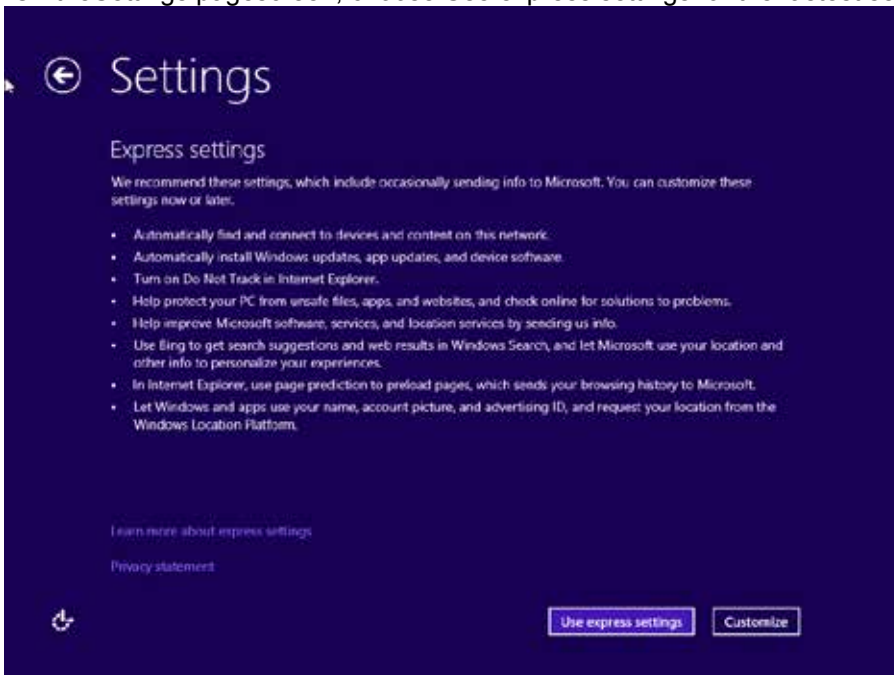 Settings
Express settings
We recommend these settings, which include occasionally sending info to Microsoft. You can customize these
settings now or later.
• Automatically find and connect to devices and content on this network.
• Automatically install Windows updates, app updates, and device software.
• Turn on Do Not Track in Internet Explorer.
• Help protect your PC from unsafe files, apps, and websites, and check online for solutions to problems.
• Help improve Microsoft software, services, and location services by sending us info.
• Use Bing to get search suggestions and web results in Windows Search, and let Microsoft use your location and
other info to personalize your experiences.
• In Internet Explorer, use page prediction to preload pages, which sends your browsing history to Microsoft.
• Let Windows and apps use your name, account picture, and advertising ID, and request your location from the
Windows Location Platform.
Learn more about express settings
Privacy statement
Use express settings Customize